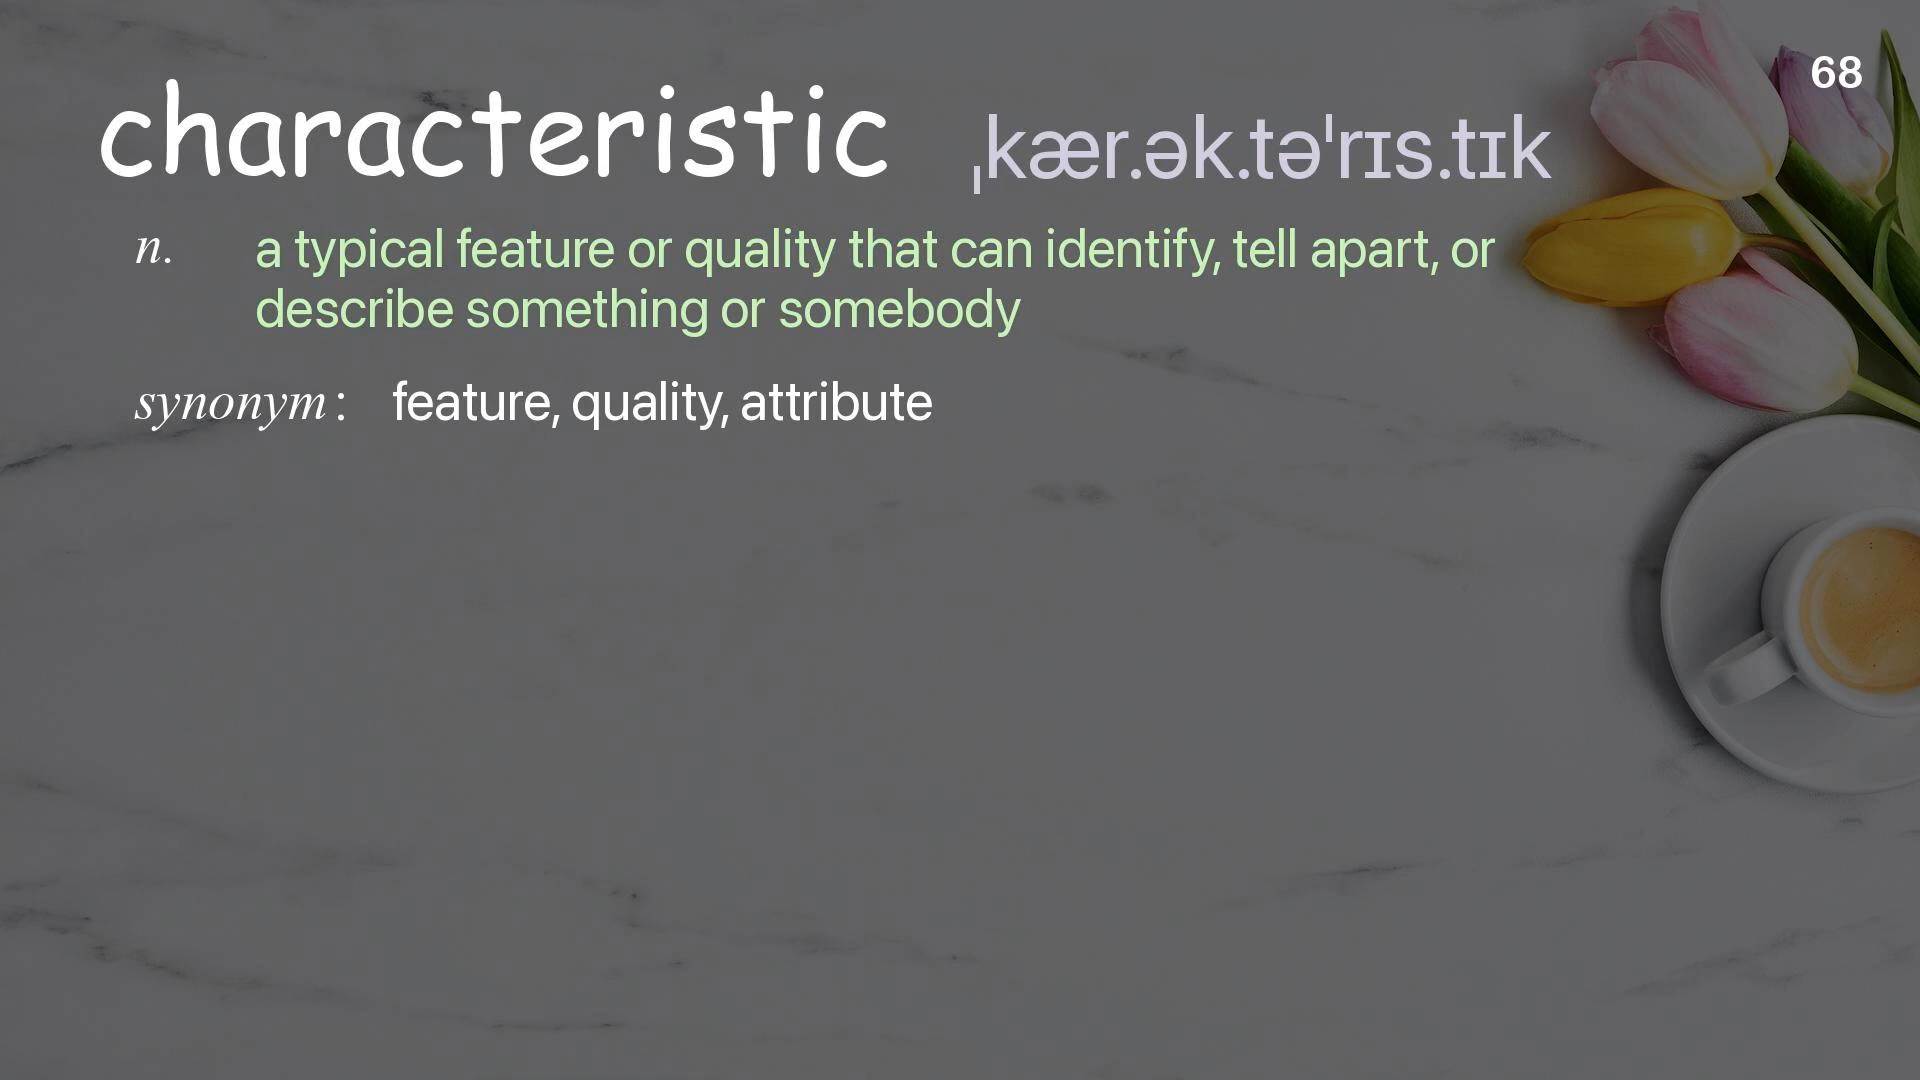 68
characteristic ˌkær.ək.təˈrɪs.tɪk
n. a typical feature or quality that can identify, tell apart, or
describe something or somebody
synonym: feature, quality, attribute